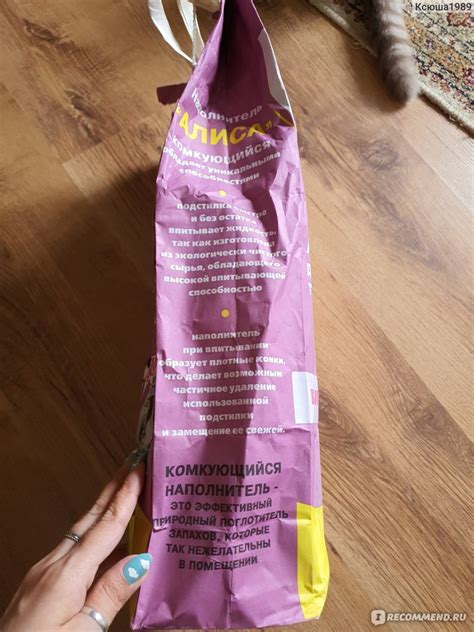 Ксюша1989
НАПОЛНИТЕЛЬ
"АЛИСА"
КОМКУЮЩИЙСЯ
обладает уникальными
способностями
подстилка быстро
и без остатка
впитывает жидкость,
так как изготовлена
из экологически чистого
сырья, обладающего
высокой впитывающей
способностью
наполнитель
при впитывании
образует плотные комки,
что делает возможным
частичное удаление
использованной
подстилки
и замещение ее свежей.
КОМКУЮЩИЙСЯ
НАПОЛНИТЕЛЬ -
ЭТО ЭФФЕКТИВНЫЙ
ПРИРОДНЫЙ ПОГЛОТИТЕЛЬ
ЗАПАХОВ, КОТОРЫЕ
ТАК НЕЖЕЛАТЕЛЬНЫ
В ПОМЕЩЕНИИ
IRECOMMEND.RU